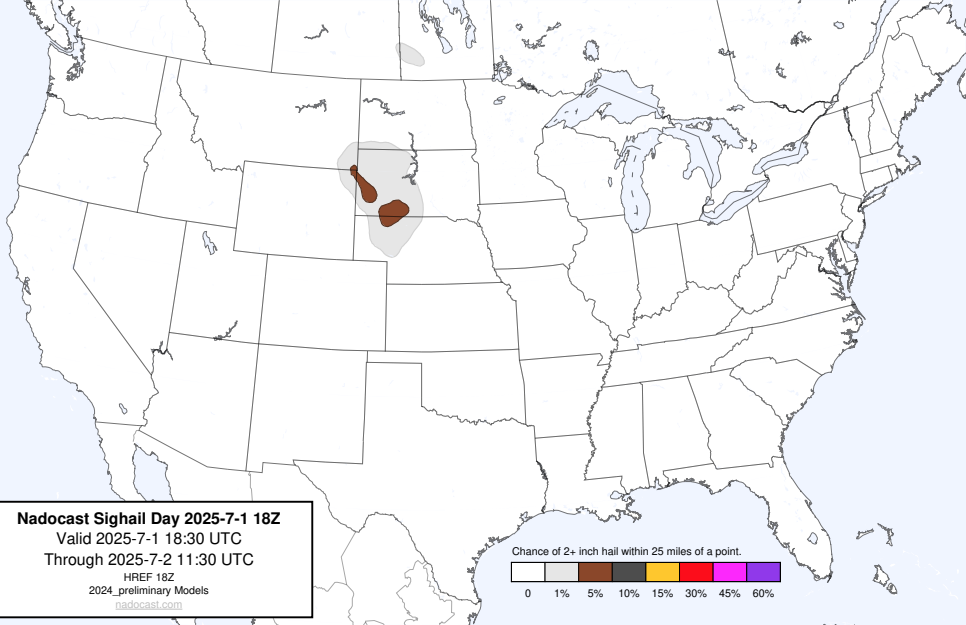 Nadocast Sighail Day 2025-7-1 18Z
Valid 2025-7-1 18:30 UTC
Through 2025-7-2 11:30 UTC
HREF 18Z
2024_preliminary Models
nadocast.com
Chance of 2+ inch hail within 25 miles of a point.
0 1% 5% 10% 15% 30% 45% 60%